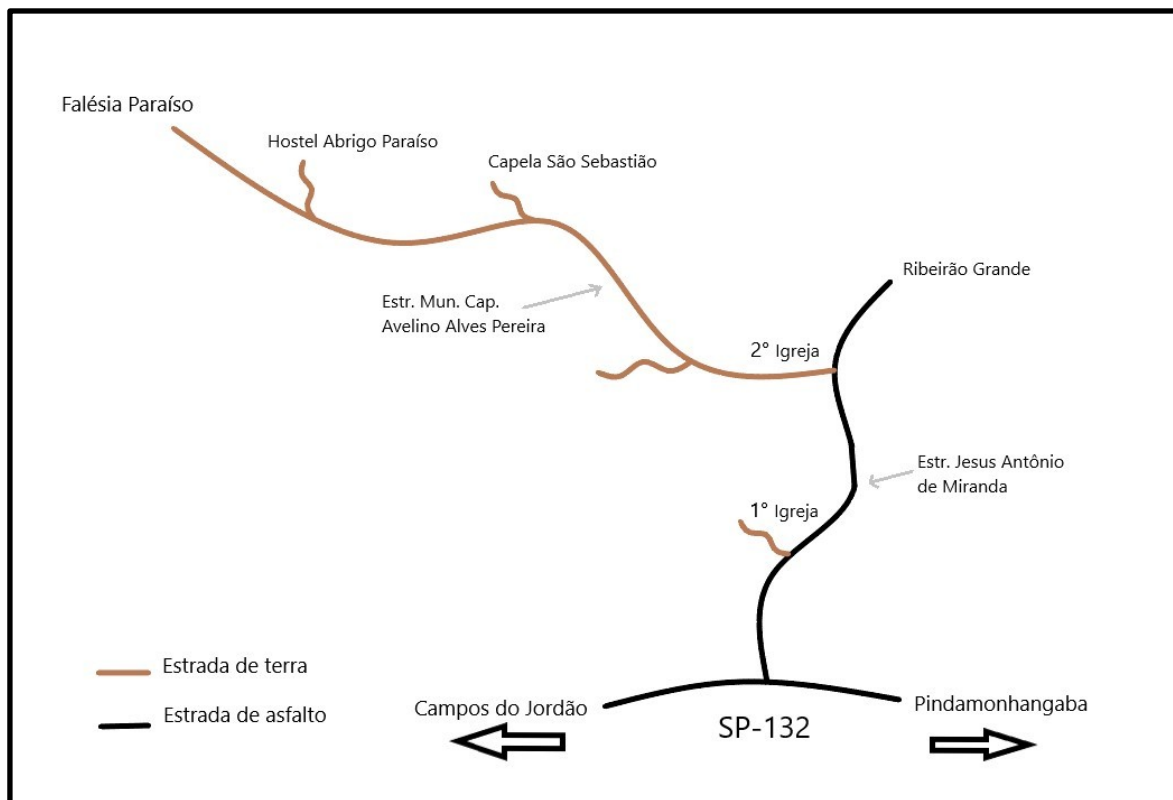 Falésia Paraíso
Hostel Abrigo Paraíso
Capela São Sebastião
Ribeirão Grande
Estr. Mun. Cap.
Avelino Alves Pereira
2° Igreja
Estr. Jesus Antônio
de Miranda
1° Igreja
Estrada de terra
Estrada de asfalto
Campos do Jordão
SP-132
Pindamonhangaba